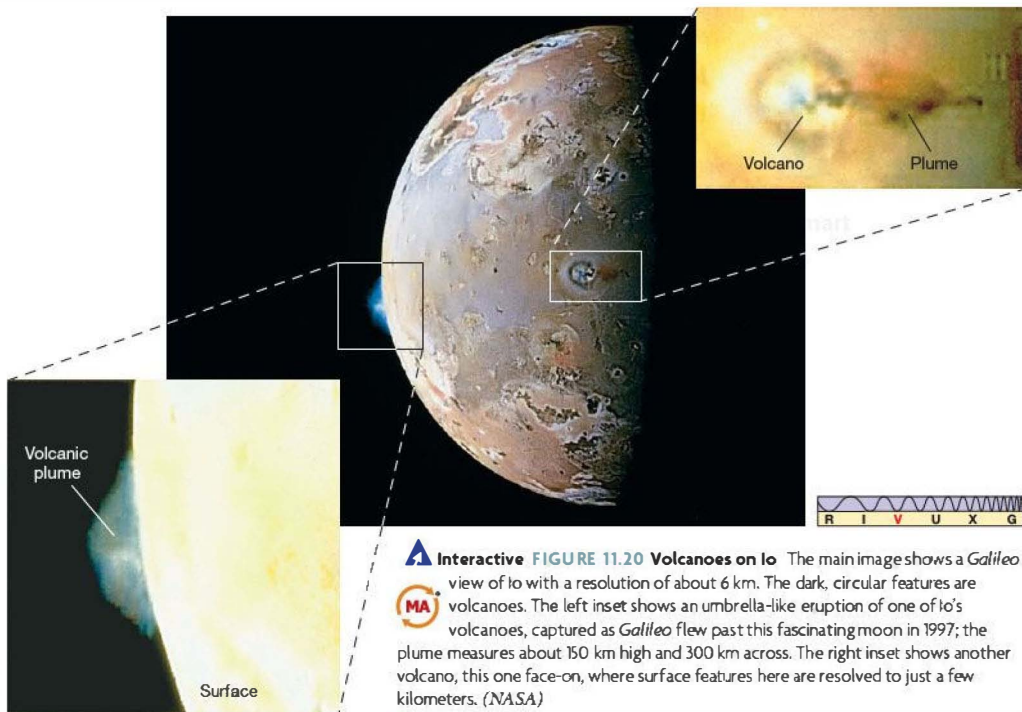 Volcano
Plume
Volcanic
plume
Surface
R I V U X G
Interactive FIGURE 11.20 Volcanoes on Io The main image shows a Galileo
view of Io with a resolution of about 6 km. The dark, circular features are
MA
volcanoes. The left inset shows an umbrella-like eruption of one of Io's
volcanoes, captured as Galileo flew past this fascinating moon in 1997; the
plume measures about 150 km high and 300 km across. The right inset shows another
volcano, this one face-on, where surface features here are resolved to just a few
kilometers. (NASA)